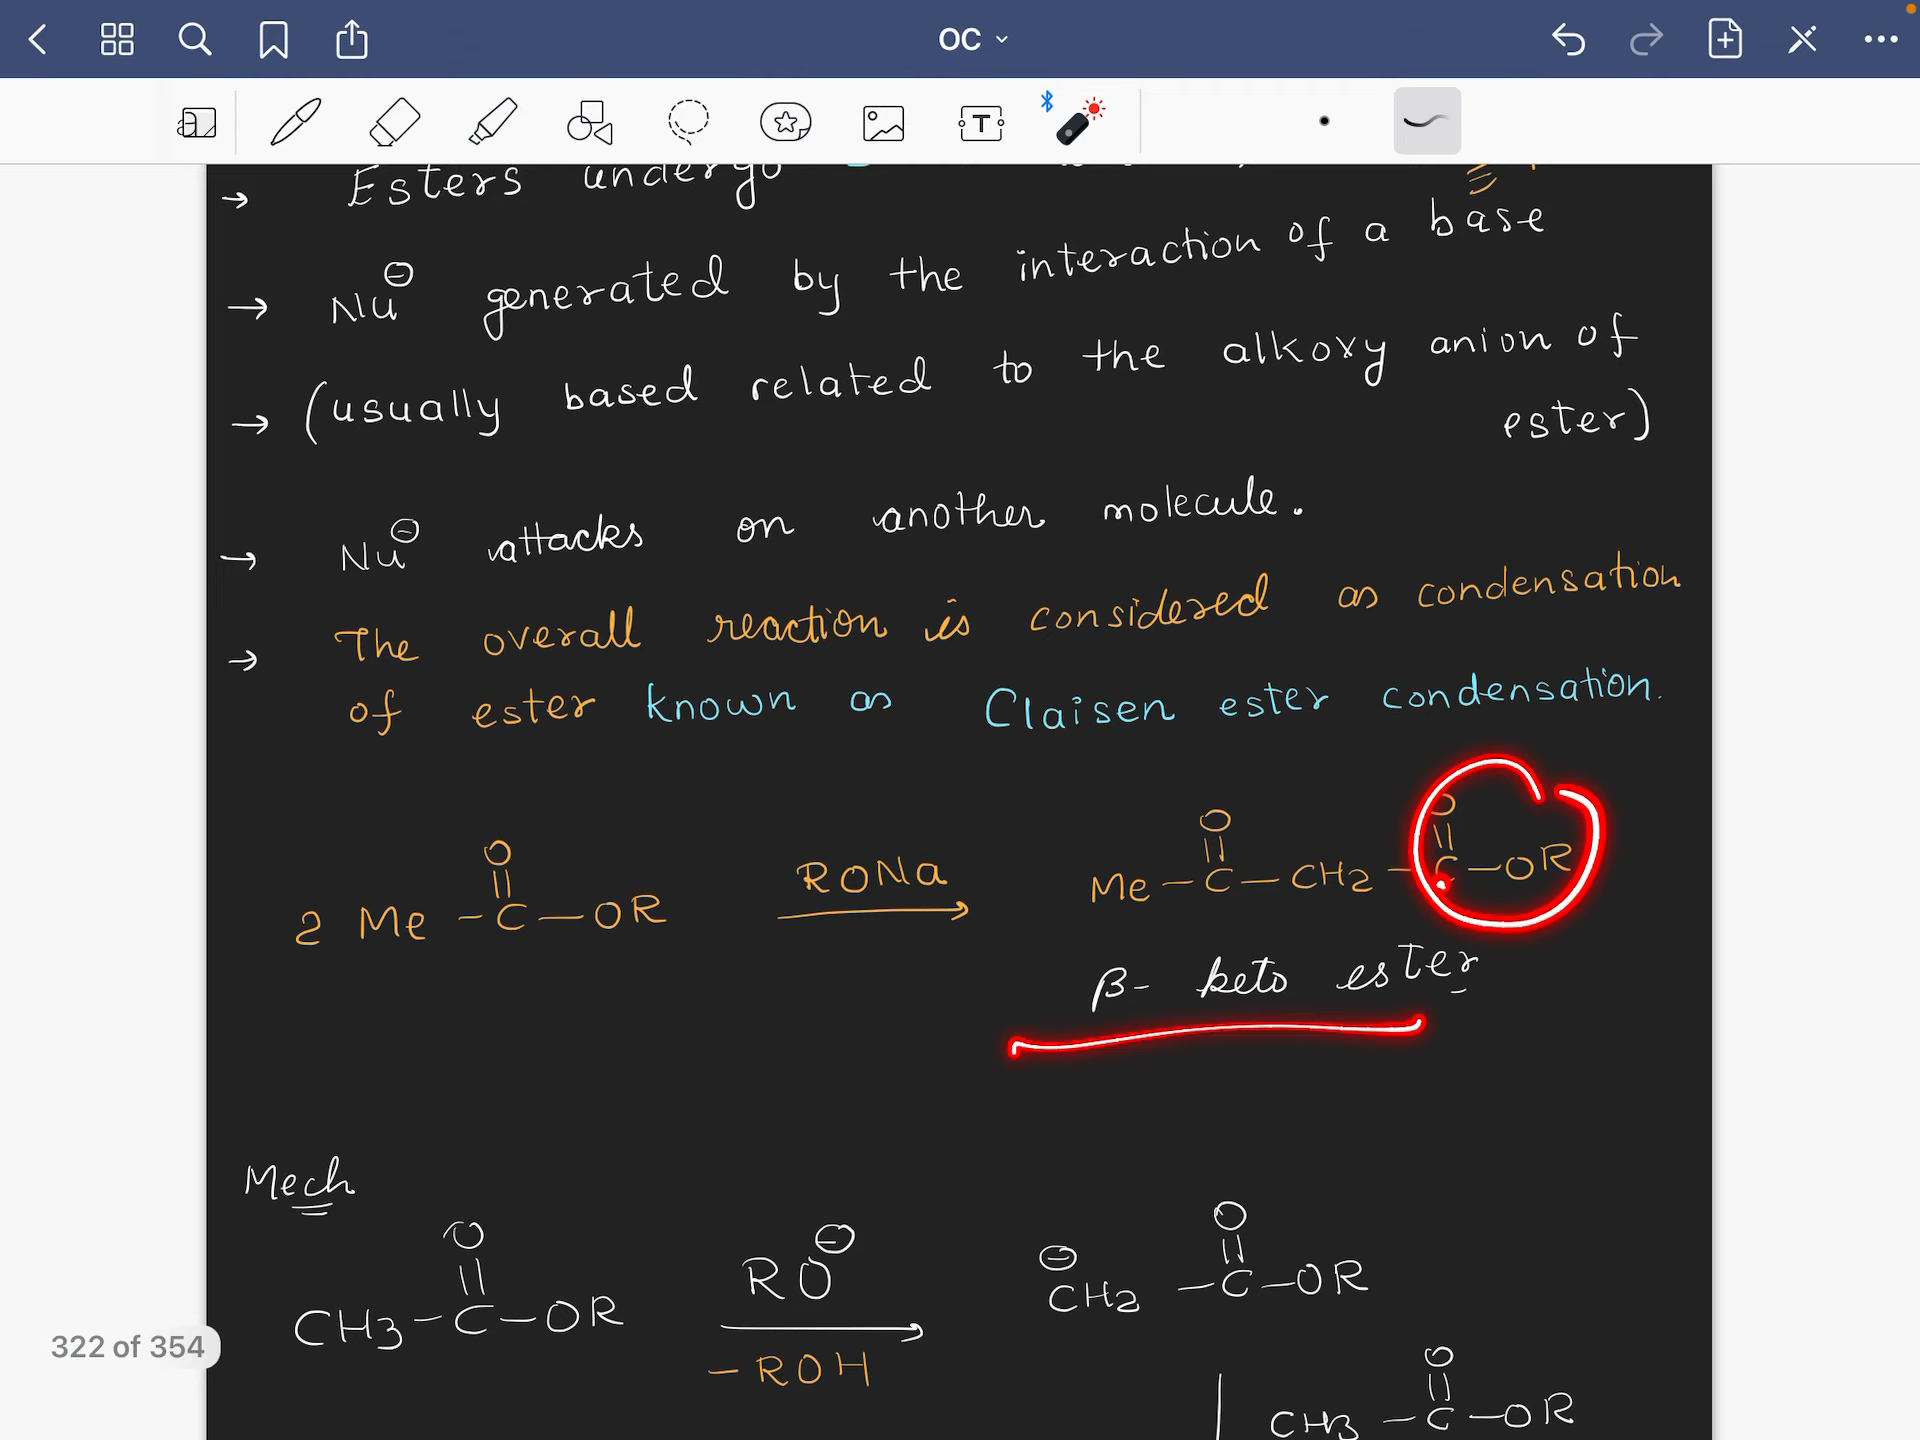 OC
→ Esters undergo
→ Nu⊖ generated by the interaction of a base
→ (usually based related to the alkoxy anion of ester)
→ Nu⊖ attacks on another molecule.
→ The overall reaction is considered as condensation
of ester known as Claisen ester condensation.
O O
|| ||
2 Me – C – OR RONa Me – C – CH2 – C – OR
O
||
β- keto ester
Mech
O RO⊖ ⊖ O
|| ||
CH3 – C – OR CH2 – C – OR
– ROH
O
||
CH3 – C – OR
322 of 354